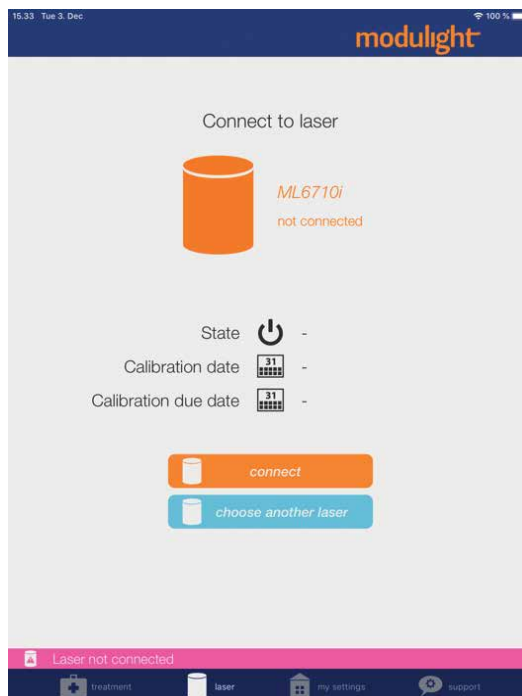 15.33 Tue 3. Dec 100 %
modulight
Connect to laser
ML6710i
not connected
State -
31
Calibration date -
31
Calibration due date -
connect
choose another laser
Laser not connected
treatment laser my settings support